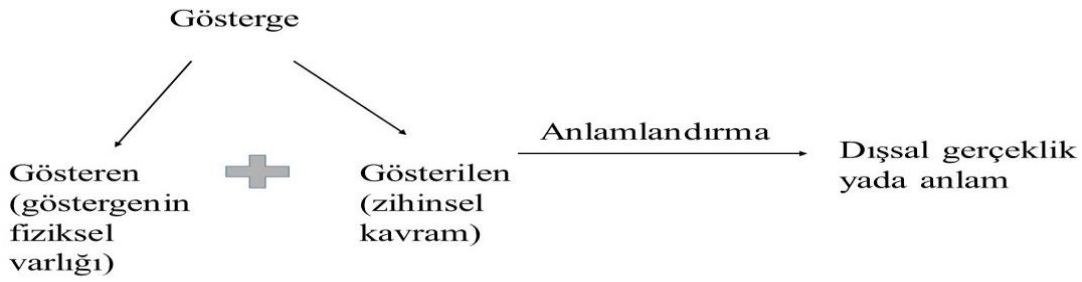 Gösterge
Anlamlandırma
Gösteren
(göstergenin
fiziksel
varlığı)
Gösterilen
(zihinsel
kavram)
Dışsal gerçeklik
yada anlam